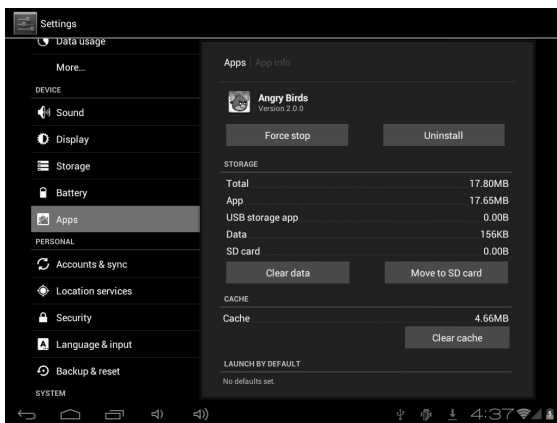 Settings
Data usage
More...
DEVICE
Sound
Display
Storage
Battery
Apps
PERSONAL
Accounts & sync
Location services
Security
Language & input
Backup & reset
SYSTEM
Apps App info
Angry Birds
Version 2.0.0
Force stop Uninstall
STORAGE
Total 17.80MB
App 17.65MB
USB storage app 0.00B
Data 156KB
SD card 0.00B
Clear data Move to SD card
CACHE
Cache 4.66MB
Clear cache
LAUNCH BY DEFAULT
No defaults set.
4:37